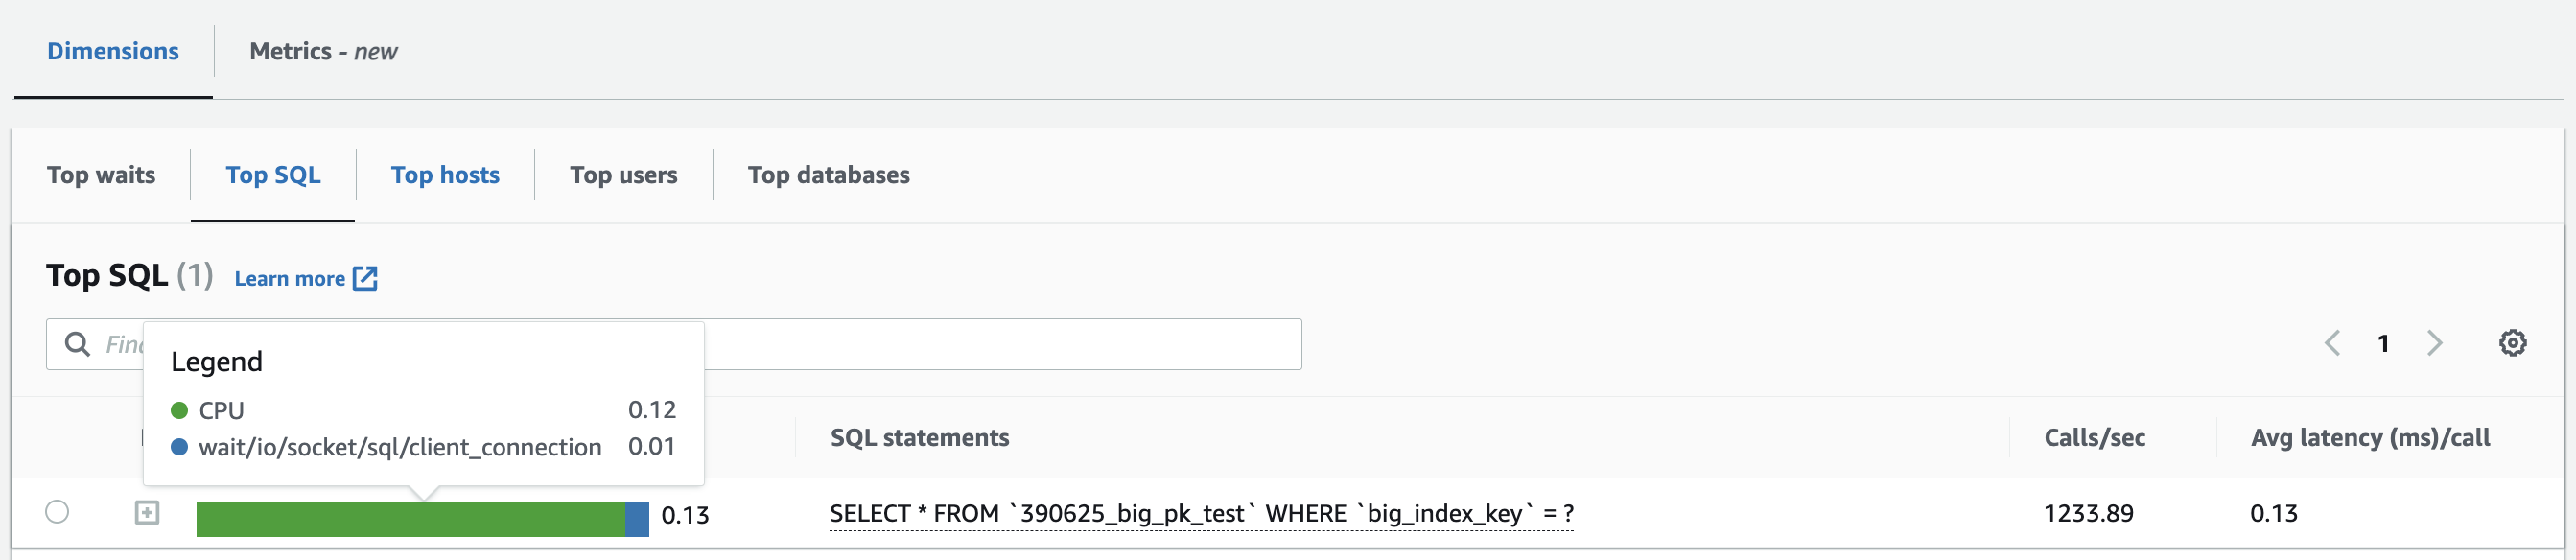 Dimensions
Metrics - new
Top waits
Top SQL
Top hosts
Top users
Top databases
Top SQL (1) Learn more
Legend
CPU 0.12
wait/io/socket/sql/client_connection 0.01
1
SQL statements
Calls/sec
Avg latency (ms)/call
0.13
SELECT * FROM `390625_big_pk_test` WHERE `big_index_key` = ?
1233.89
0.13